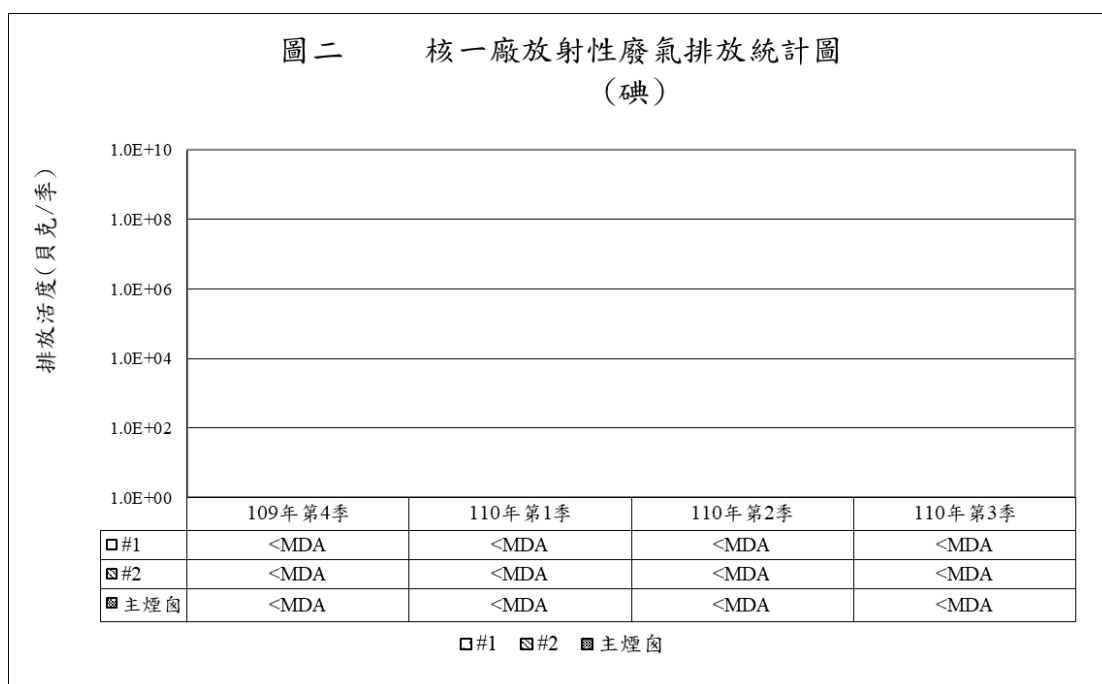 圖二 核一廠放射性廢氣排放統計圖
(碘)
排放活度(貝克/季)
1.0E+10
1.0E+08
1.0E+06
1.0E+04
1.0E+02
1.0E+00
109年第4季 110年第1季 110年第2季 110年第3季
#1 <MDA <MDA <MDA <MDA
#2 <MDA <MDA <MDA <MDA
主煙囪 <MDA <MDA <MDA <MDA
#1 #2 主煙囪